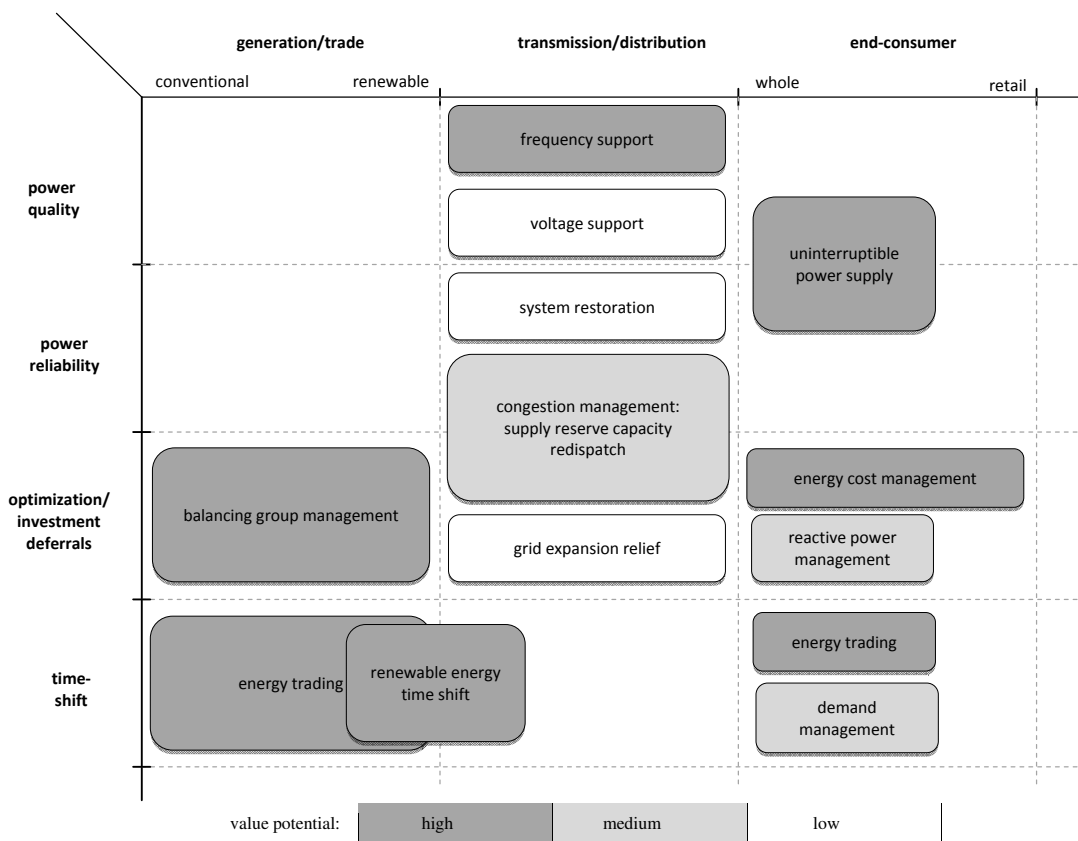 generation/trade transmission/distribution end-consumer
conventional renewable whole retail
power
quality
frequency support
voltage support
uninterruptible
power supply
power
reliability
system restoration
congestion management:
supply reserve capacity
redispatch
optimization/
investment
deferrals
balancing group management
grid expansion relief
energy cost management
reactive power
management
time-
shift
energy trading
renewable energy
time shift
energy trading
demand
management
value potential: high medium low